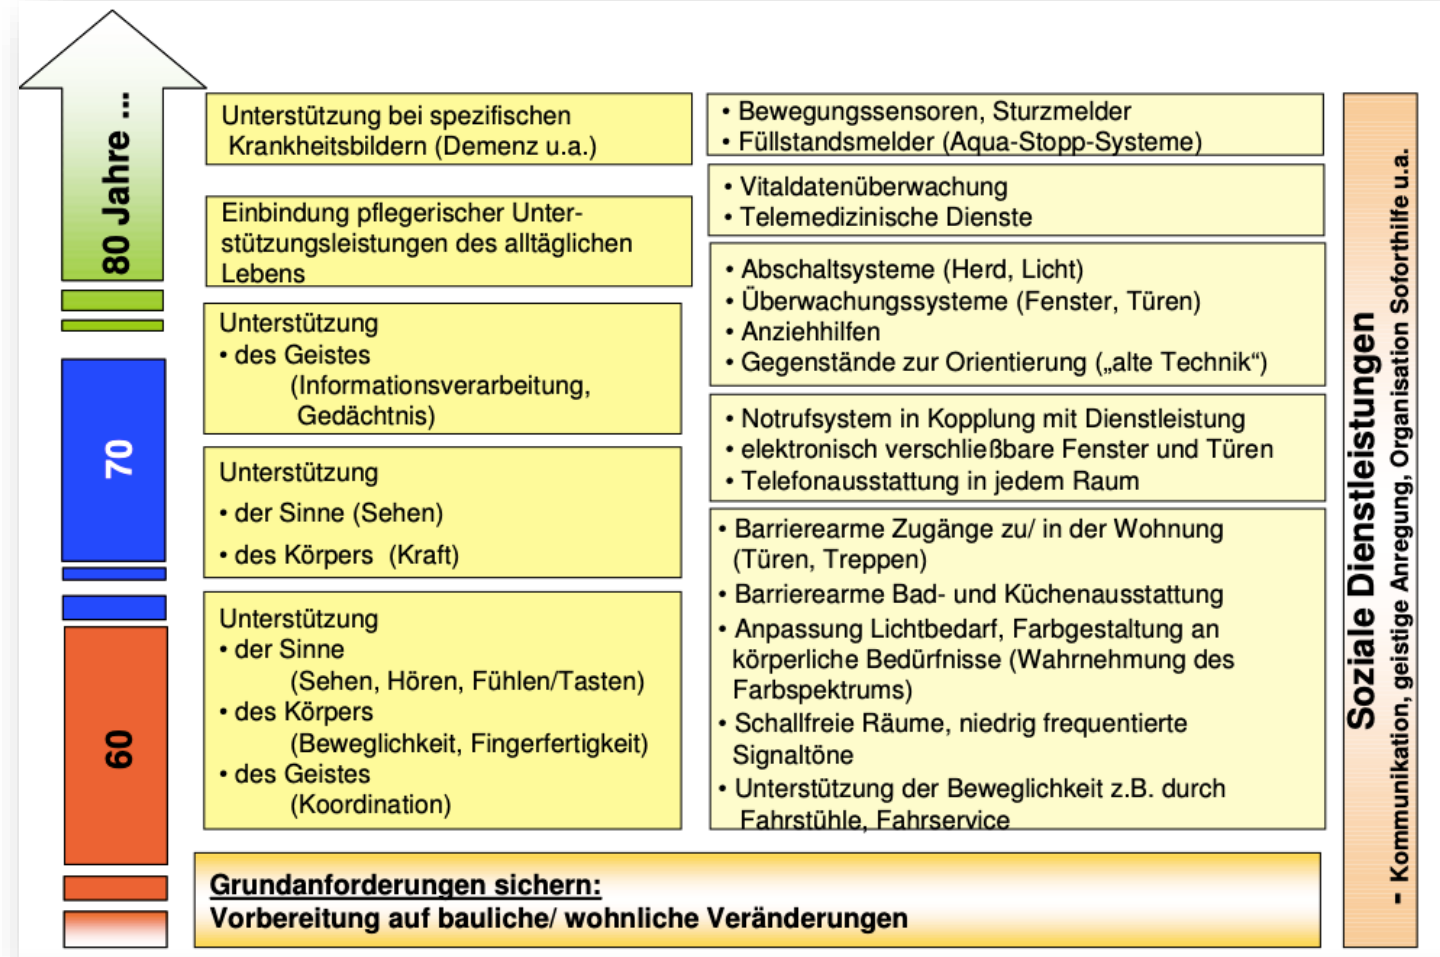 80 Jahre ...
70
60
Unterstützung bei spezifischen
Krankheitsbildern (Demenz u.a.)
Einbindung pflegerischer Unter-
stützungsleistungen des alltäglichen
Lebens
Unterstützung
• des Geistes
(Informationsverarbeitung,
Gedächtnis)
Unterstützung
• der Sinne (Sehen)
• des Körpers (Kraft)
Unterstützung
• der Sinne
(Sehen, Hören, Fühlen/Tasten)
• des Körpers
(Beweglichkeit, Fingerfertigkeit)
• des Geistes
(Koordination)
• Bewegungssensoren, Sturzmelder
• Füllstandsmelder (Aqua-Stopp-Systeme)
• Vitaldatenüberwachung
• Telemedizinische Dienste
• Abschaltsysteme (Herd, Licht)
• Überwachungssysteme (Fenster, Türen)
• Anziehhilfen
• Gegenstände zur Orientierung („alte Technik“)
• Notrufsystem in Kopplung mit Dienstleistung
• elektronisch verschließbare Fenster und Türen
• Telefonausstattung in jedem Raum
• Barrierearme Zugänge zu/ in der Wohnung
(Türen, Treppen)
• Barrierearme Bad- und Küchenausstattung
• Anpassung Lichtbedarf, Farbgestaltung an
körperliche Bedürfnisse (Wahrnehmung des
Farbspektrums)
• Schallfreie Räume, niedrig frequentierte
Signaltöne
• Unterstützung der Beweglichkeit z.B. durch
Fahrstühle, Fahrservice
Grundanforderungen sichern:
Vorbereitung auf bauliche/ wohnliche Veränderungen
Soziale Dienstleistungen
- Kommunikation, geistige Anregung, Organisation Soforthilfe u.a.